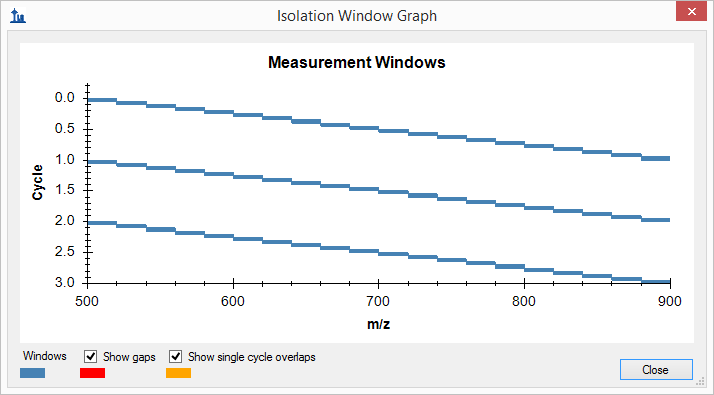 Isolation Window Graph
Measurement Windows
Cycle
0.0
0.5
1.0
1.5
2.0
2.5
3.0
500 600 700 800 900
m/z
Windows Show gaps Show single cycle overlaps
Close